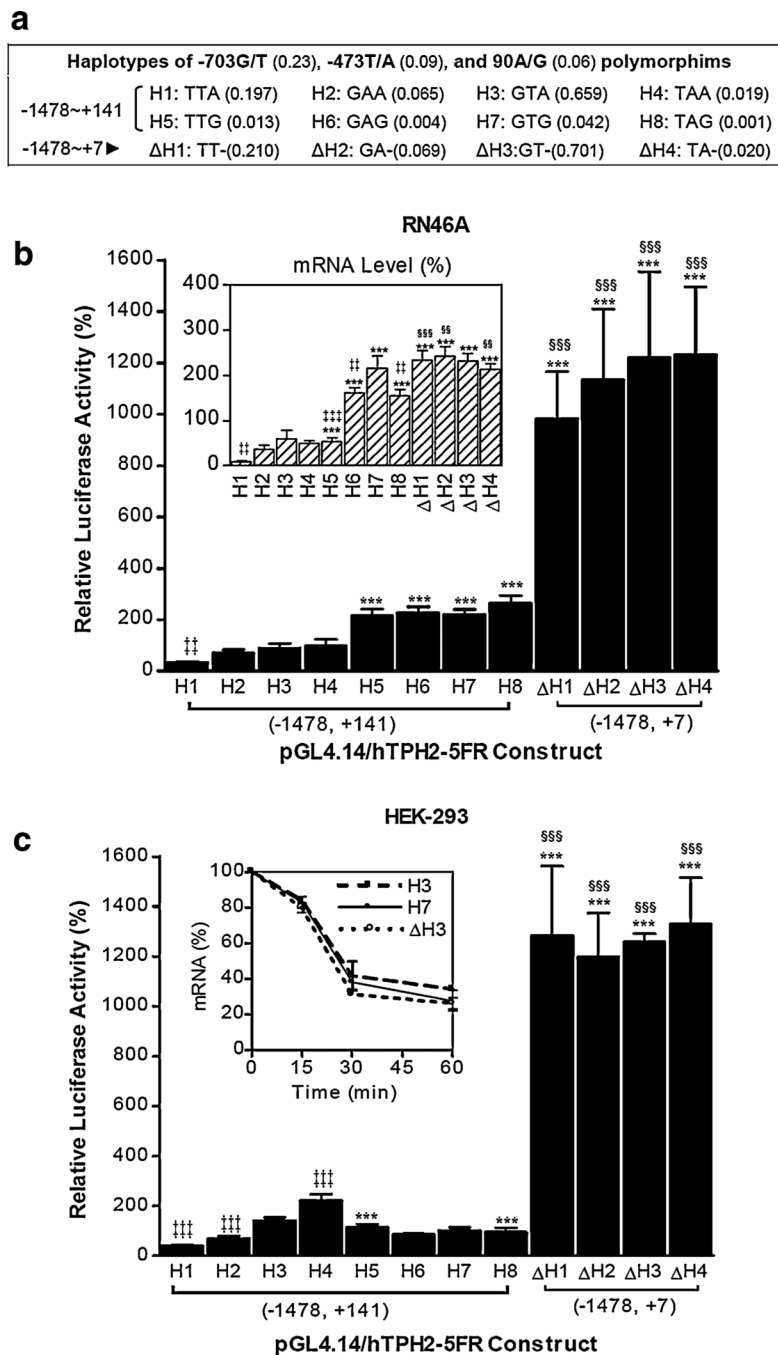 a
Haplotypes of -703G/T (0.23), -473T/A (0.09), and 90A/G (0.06) polymorphims
-1478~+141
H1: TTA (0.197) H2: GAA (0.065) H3: GTA (0.659) H4: TAA (0.019)
H5: TTG (0.013) H6: GAG (0.004) H7: GTG (0.042) H8: TAG (0.001)
-1478~+7► ΔH1: TT-(0.210) ΔH2: GA-(0.069) ΔH3:GT-(0.701) ΔH4: TA-(0.020)
RN46A
b
Relative Luciferase Activity (%)
1600
1400
1200
1000
800
600
400
200
0
mRNA Level (%)
400
300
200
100
0
‡‡ ‡‡‡ *** ‡‡ *** *** ‡‡ *** §§§ *** §§ *** *** §§ ***
H1 H2 H3 H4 H5 H6 H7 H8 ΔH1 ΔH2 ΔH3 ΔH4
‡‡ *** *** *** *** §§§ *** §§§ *** §§§ *** §§§ ***
H1 H2 H3 H4 H5 H6 H7 H8 ΔH1 ΔH2 ΔH3 ΔH4
(-1478, +141) (-1478, +7)
pGL4.14/hTPH2-5FR Construct
HEK-293
c
Relative Luciferase Activity (%)
1600
1400
1200
1000
800
600
400
200
0
mRNA (%)
100
80
60
40
20
0
H3
H7
ΔH3
0 15 30 45 60
Time (min)
‡‡‡ ‡‡‡ ‡‡‡ *** *** §§§ *** §§§ *** §§§ *** §§§ ***
H1 H2 H3 H4 H5 H6 H7 H8 ΔH1 ΔH2 ΔH3 ΔH4
(-1478, +141) (-1478, +7)
pGL4.14/hTPH2-5FR Construct